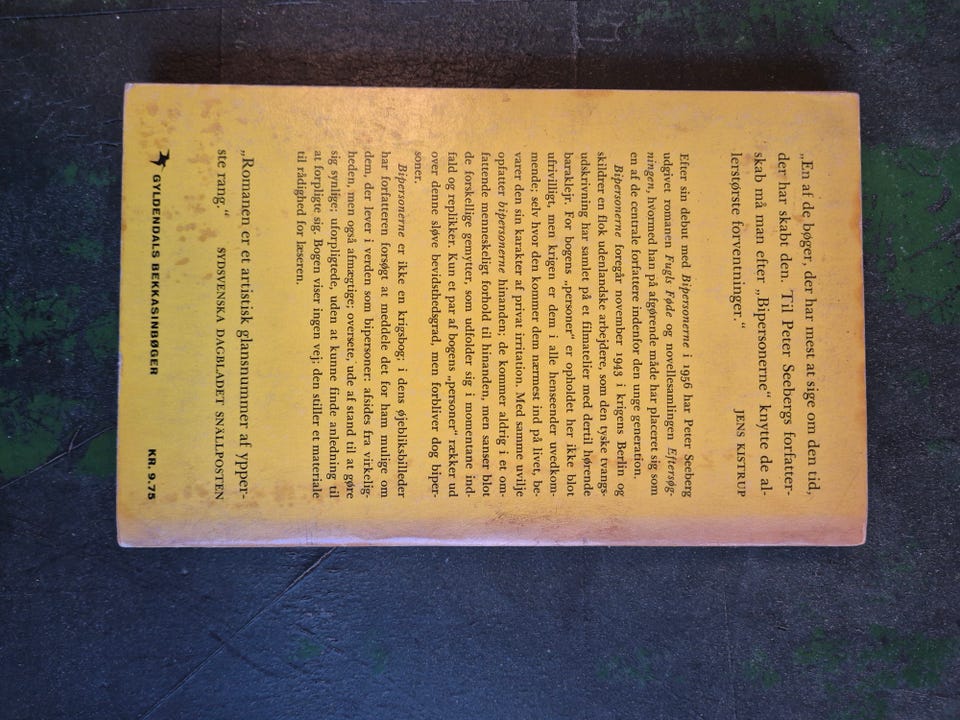 „En af de bøger, der har mest at sige om den tid,
der har skabt den. Til Peter Seebergs forfatter-
skab må man efter „Bipersonerne“ knytte de al-
lerstørste forventninger.“
JENS KISTRUP
Efter sin debut med Bipersonerne i 1956 har Peter Seeberg
udgivet romanen Fugls Føde og novellesamlingen Eftersøg-
ningen, hvormed han på afgørende måde har placeret sig som
en af de centrale forfattere indenfor den unge generation.
Bipersonerne foregår november 1943 i krigens Berlin og
skildrer en flok udenlandske arbejdere, som den tyske tvangs-
udskrivning har samlet på et filmatelier med dertil hørende
baraklejr. For bogens „personer“ er opholdet her ikke blot
ufrivilligt, men krigen er dem i alle henseender uvedkom-
mende; selv hvor den kommer dem nærmest ind på livet, be-
varer den sin karakter af privat irritation. Med samme uvilje
opfatter bipersonerne hinanden; de kommer aldrig i et om-
fattende menneskeligt forhold til hinanden, men sanser blot
de forskellige gemytter, som udfolder sig i momentane ind-
fald og replikker. Kun et par af bogens „personer“ rækker ud
over denne sløve bevidsthedsgrad, men forbliver dog biper-
soner.
Bipersonerne er ikke en krigsbog; i dens øjebliksbilleder
har forfatteren forsøgt at meddele det for ham mulige om
dem, der lever i verden som bipersoner: afsides fra virkelig-
heden, men også afmægtige; oversete, ude af stand til at gøre
sig synlige; uforpligtede, uden at kunne finde anledning til
at forpligte sig. Bogen viser ingen vej; den stiller et materiale
til rådighed for læseren.
„Romanen er et artistisk glansnummer af ypper-
ste rang.“ SYDSVENSKA DAGBLADET SNÄLLPOSTEN
GYLDENDALS BEKKASINBØGER KR. 9.75